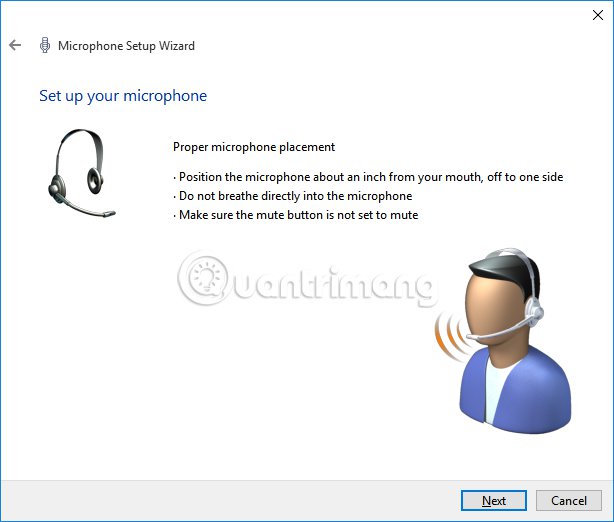 Microphone Setup Wizard
Set up your microphone
Proper microphone placement
· Position the microphone about an inch from your mouth, off to one side
· Do not breathe directly into the microphone
· Make sure the mute button is not set to mute
Quantrimang
Next
Cancel